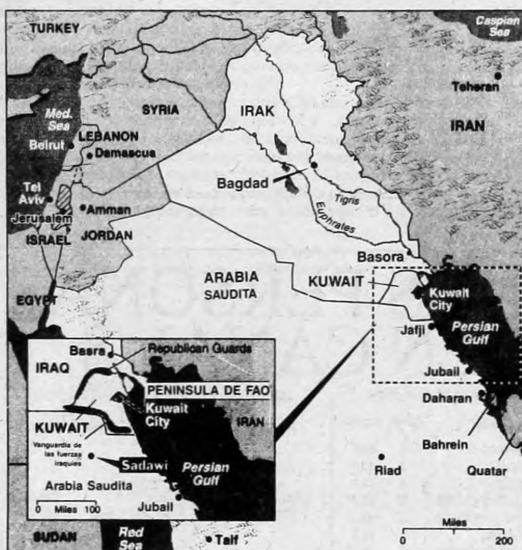 TURKEY
Caspian
Sea
Teheran
IRAK
SYRIA
IRAN
Med.
Sea
LEBANON
Beirut
Damascus
Bagdad
Tigris
Tel
Aviv
Amman
Euphrales
Jerusalem
ISRAEL
JORDAN
Basora
ARABIA
SAUDITA
KUWAIT
Kuwait
City
EGYPT
Jafji
Persian
Gulf
Jubail
Daharan
Bahrein
Riad
Quatar
Basra
Republican Guards
IRAQ
PENINSULA DE FAO
Kuwait
City
IRAN
KUWAIT
Vanguardia de
las fuerzas
iraquies
Sadawi
Persian
Gulf
Arabia Saudita
0 Miles 100
Jubail
SUDAN
Red
Sea
Taif
0 200
Miles